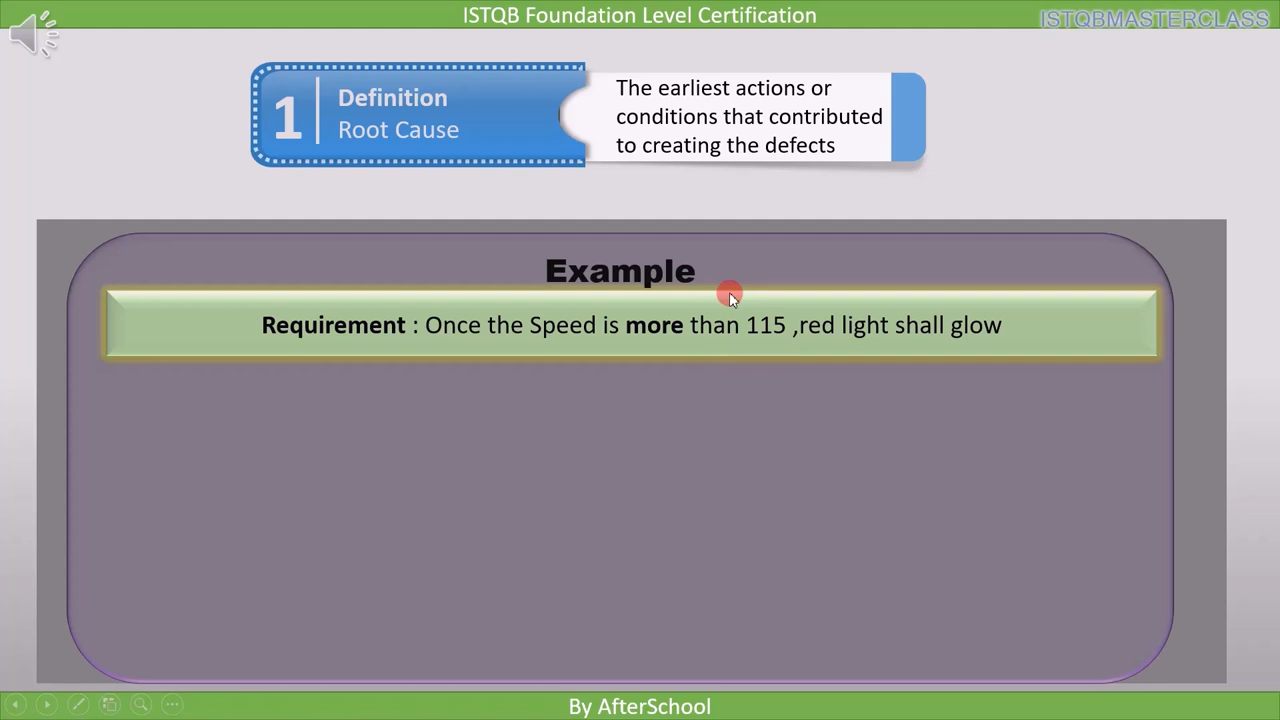 ISTQB Foundation Level Certification
ISTQBMASTERCLASS
1
Definition
Root Cause
The earliest actions or
conditions that contributed
to creating the defects
Example
Requirement : Once the Speed is more than 115 ,red light shall glow
By AfterSchool